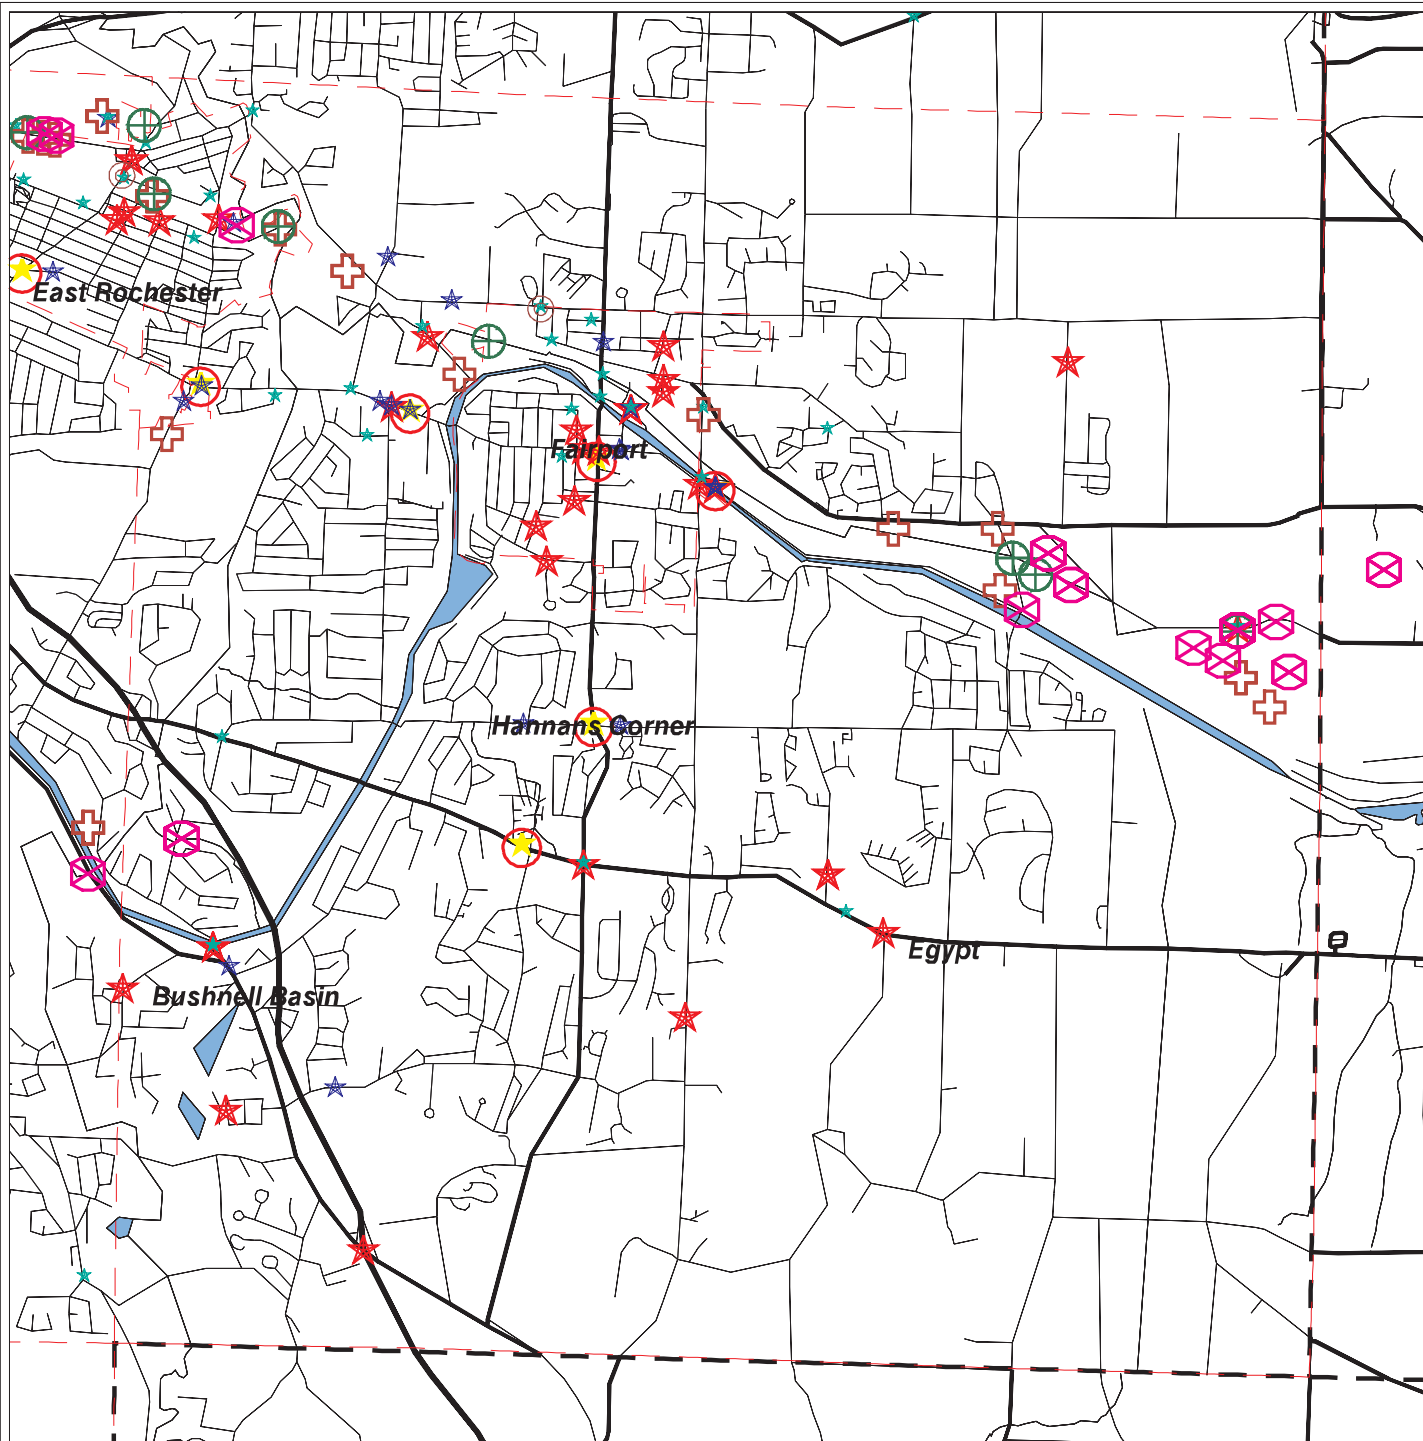 East Rochester
Fairport
Hannans Corner
Egypt
Bushnell Basin